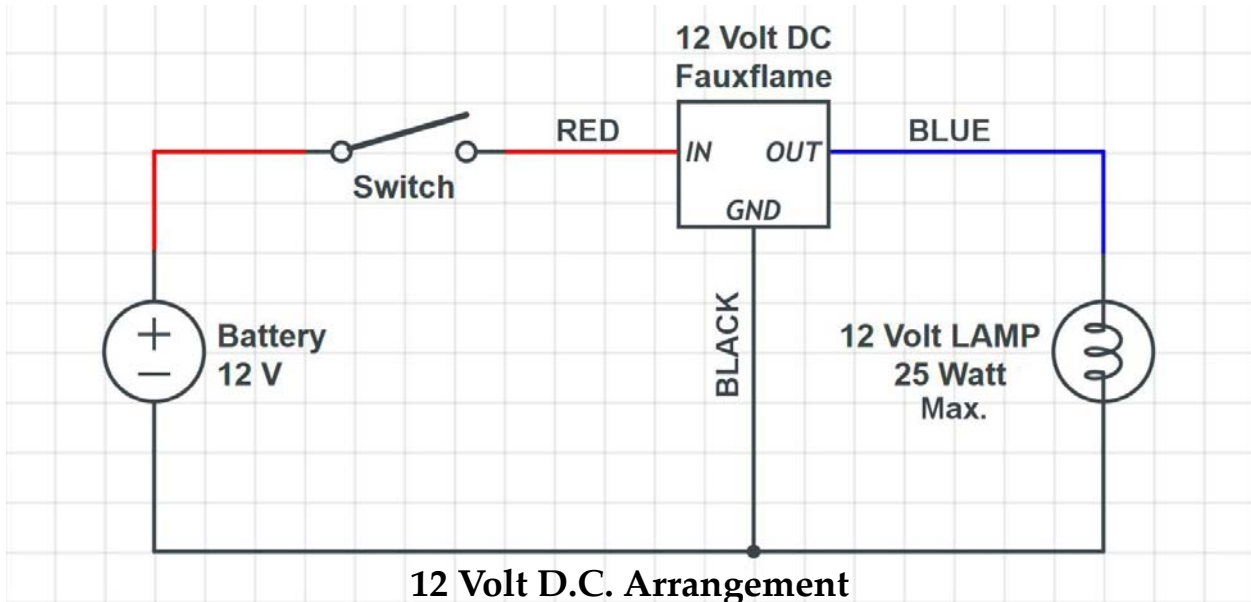 12 Volt DC
Fauxflame
RED
BLUE
IN
OUT
GND
Switch
BLACK
+
Battery
12 V
−
12 Volt LAMP
25 Watt
Max.
12 Volt D.C. Arrangement